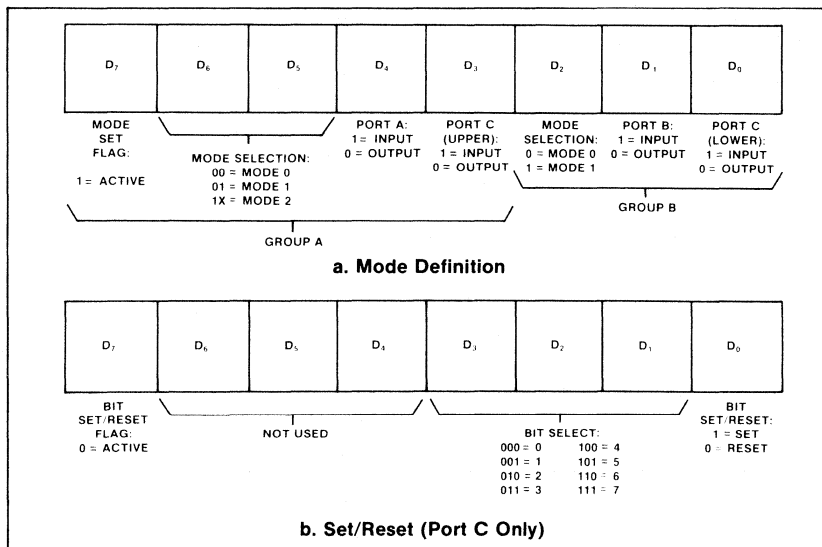 D₇ D₆ D₅ D₄ D₃ D₂ D₁ D₀
MODE
SET
FLAG:
1 = ACTIVE
MODE SELECTION:
00 = MODE 0
01 = MODE 1
1X = MODE 2
PORT A:
1 = INPUT
0 = OUTPUT
PORT C
(UPPER):
1 = INPUT
0 = OUTPUT
MODE
SELECTION:
0 = MODE 0
1 = MODE 1
PORT B:
1 = INPUT
0 = OUTPUT
PORT C
(LOWER):
1 = INPUT
0 = OUTPUT
GROUP A
GROUP B
a. Mode Definition
D₇ D₆ D₅ D₄ D₃ D₂ D₁ D₀
BIT
SET/RESET
FLAG:
0 = ACTIVE
NOT USED
BIT SELECT:
000 = 0 100 = 4
001 = 1 101 = 5
010 = 2 110 = 6
011 = 3 111 = 7
BIT
SET/RESET:
1 = SET
0 = RESET
b. Set/Reset (Port C Only)